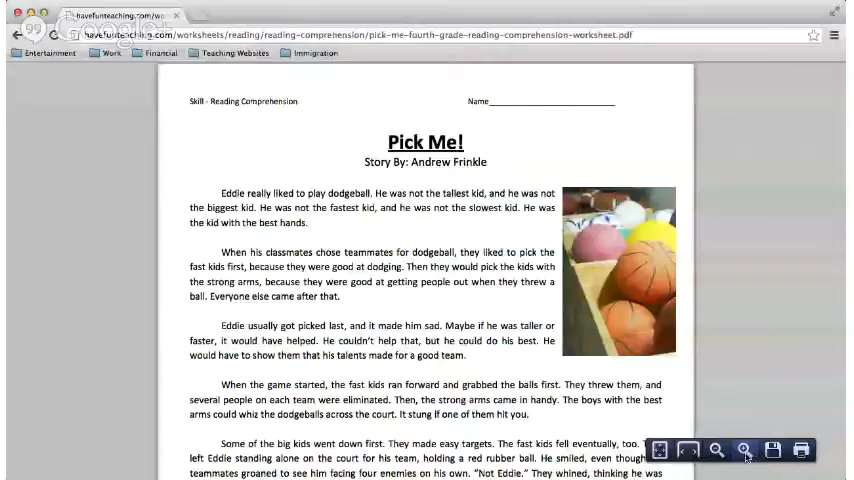 havefunteaching.com/wor
Google+
havefunteaching.com/worksheets/reading/reading-comprehension/pick-me-fourth-grade-reading-comprehension-worksheet.pdf
Entertainment Work Financial Teaching Websites Immigration
Skill - Reading Comprehension Name
Pick Me!
Story By: Andrew Frinkle
Eddie really liked to play dodgeball. He was not the tallest kid, and he was not
the biggest kid. He was not the fastest kid, and he was not the slowest kid. He was
the kid with the best hands.
When his classmates chose teammates for dodgeball, they liked to pick the
fast kids first, because they were good at dodging. Then they would pick the kids with
the strong arms, because they were good at getting people out when they threw a
ball. Everyone else came after that.
Eddie usually got picked last, and it made him sad. Maybe if he was taller or
faster, it would have helped. He couldn't help that, but he could do his best. He
would have to show them that his talents made for a good team.
When the game started, the fast kids ran forward and grabbed the balls first. They threw them, and
several people on each team were eliminated. Then, the strong arms came in handy. The boys with the best
arms could whiz the dodgeballs across the court. It stung if one of them hit you.
Some of the big kids went down first. They made easy targets. The fast kids fell eventually, too.
left Eddie standing alone on the court for his team, holding a red rubber ball. He smiled, even though
teammates groaned to see him facing four enemies on his own. "Not Eddie." They whined, thinking he was